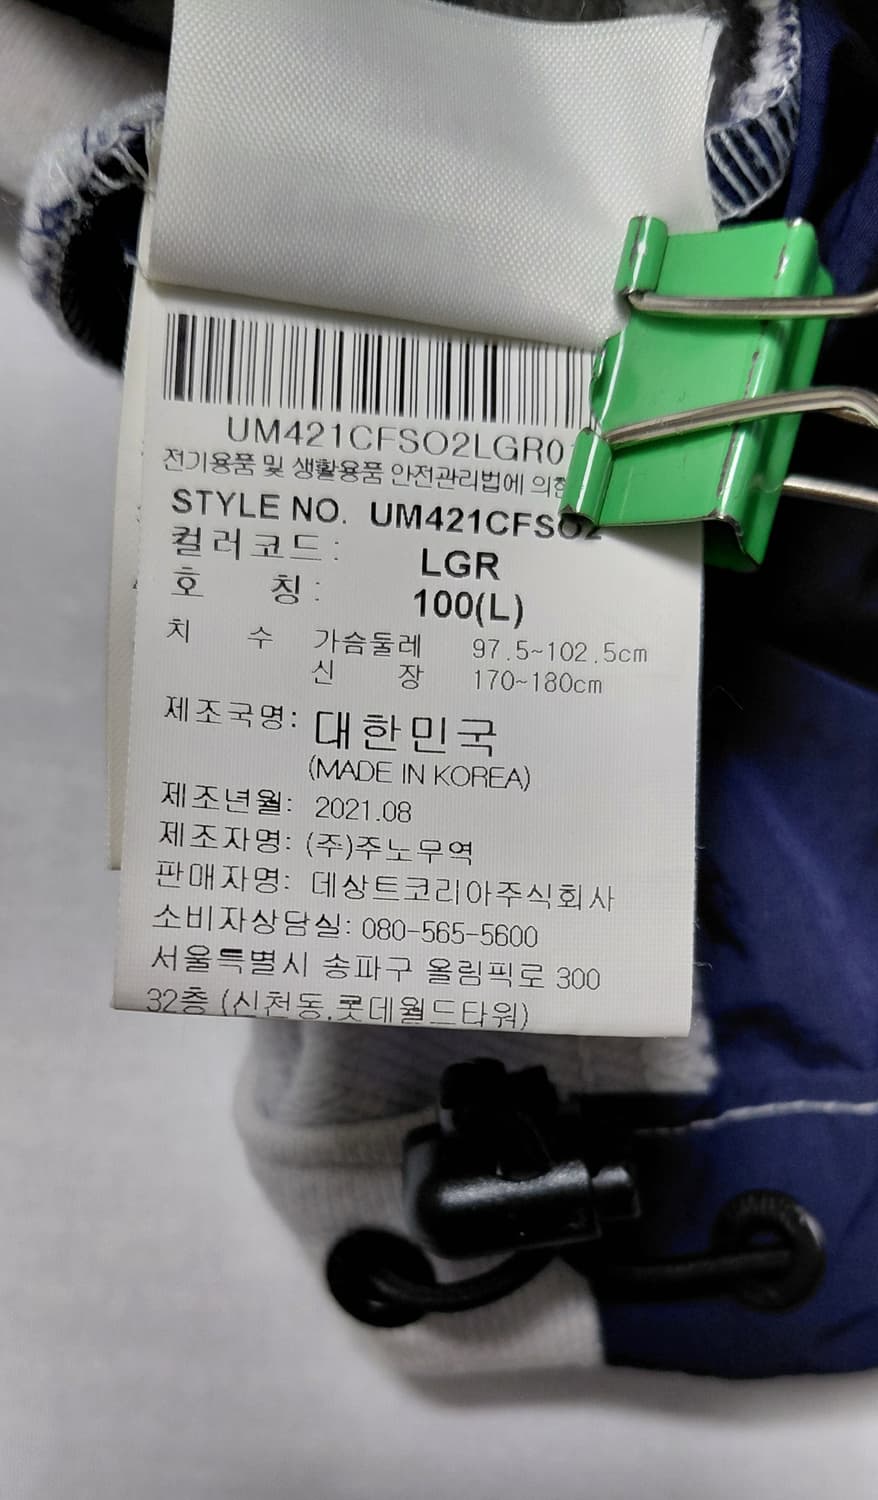 UM421CFSO2LGR0
전기용품 및 생활용품 안전관리법에
STYLE NO. UM421CFSO2
컬러코드: LGR
호 칭: 100(L)
치 수 가슴둘레 97.5~102.5cm
신 장 170~180cm
제조국명: 대한민국
(MADE IN KOREA)
제조년월: 2021.08
제조자명: (주)주노무역
판매자명: 데상트코리아주식회사
소비자상담실: 080-565-5600
서울특별시 송파구 올림픽로 300
32층 (신천동,롯데월드타워)